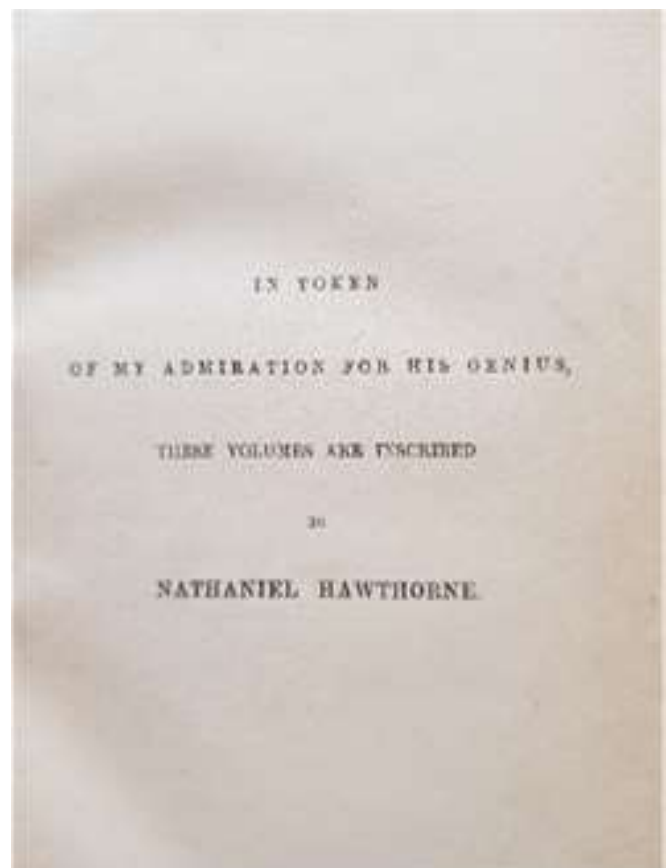 IN TOKEN
OF MY ADMIRATION FOR HIS GENIUS,
THESE VOLUMES ARE INSCRIBED
TO
NATHANIEL HAWTHORNE.